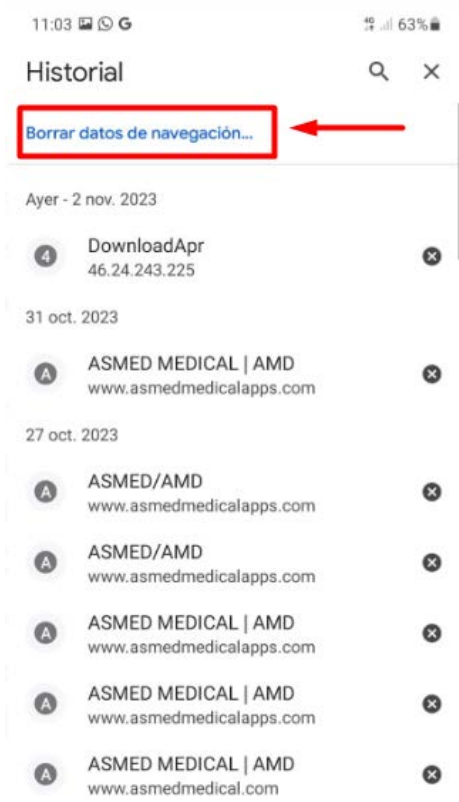 11:03 G 4G 63%
Historial
Borrar datos de navegación...
Ayer - 2 nov. 2023
4
DownloadApr
46.24.243.225
31 oct. 2023
A
ASMED MEDICAL | AMD
www.asmedmedicalapps.com
27 oct. 2023
A
ASMED/AMD
www.asmedmedicalapps.com
A
ASMED/AMD
www.asmedmedicalapps.com
A
ASMED MEDICAL | AMD
www.asmedmedicalapps.com
A
ASMED MEDICAL | AMD
www.asmedmedicalapps.com
A
ASMED MEDICAL | AMD
www.asmedmedical.com